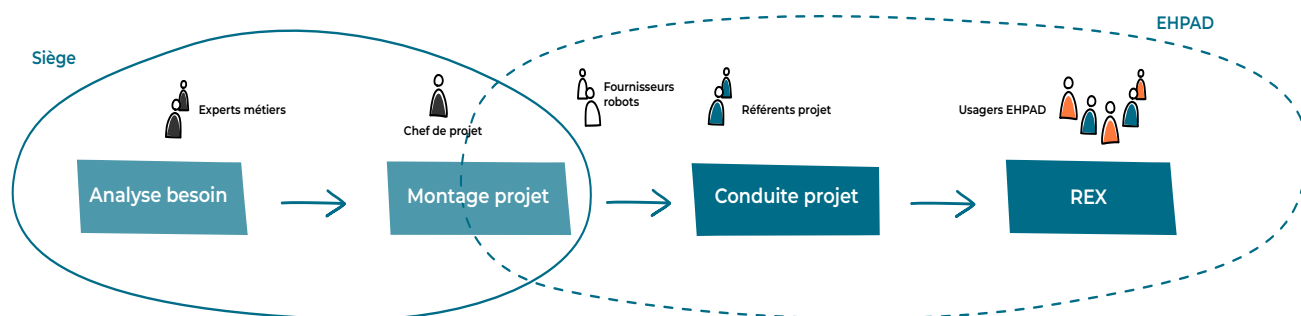 Siège
EHPAD
Experts métiers
Chef de projet
Fournisseurs
robots
Référents projet
Usagers EHPAD
Analyse besoin
Montage projet
Conduite projet
REX